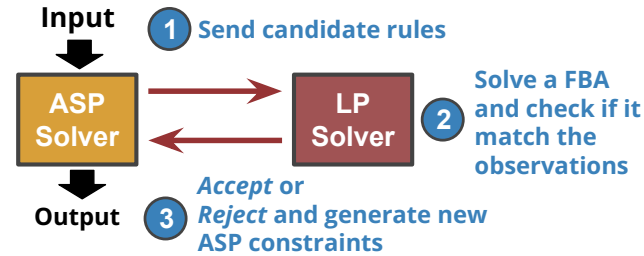 Input
1 Send candidate rules
ASP
Solver
LP
Solver
2
Solve a FBA
and check if it
match the
observations
Output
3
Accept or
Reject and generate new
ASP constraints